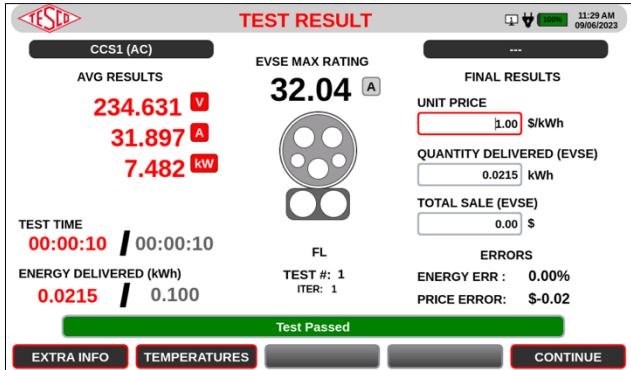 TESCO
TEST RESULT
1
100%
11:29 AM
09/06/2023
CCS1 (AC)
AVG RESULTS
234.631 V
31.897 A
7.482 kW
TEST TIME
00:00:10 / 00:00:10
ENERGY DELIVERED (kWh)
0.0215 / 0.100
EVSE MAX RATING
32.04 A
FL
TEST #: 1
ITER: 1
---
FINAL RESULTS
UNIT PRICE
1.00 $/kWh
QUANTITY DELIVERED (EVSE)
0.0215 kWh
TOTAL SALE (EVSE)
0.00 $
ERRORS
ENERGY ERR : 0.00%
PRICE ERROR: $-0.02
Test Passed
EXTRA INFO
TEMPERATURES
CONTINUE